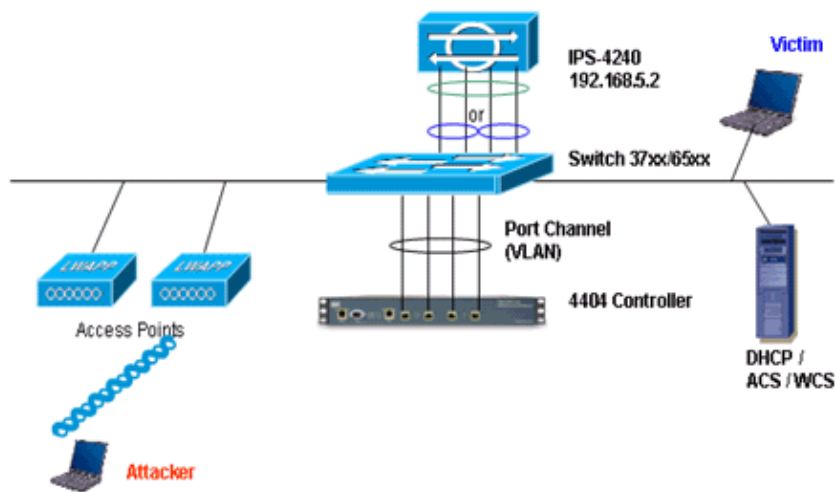 IPS-4240
192.168.5.2
Victim
or
Switch 37xx/65xx
Port Channel
(VLAN)
LWAPP
LWAPP
4404 Controller
Access Points
DHCP /
ACS / WCS
Attacker